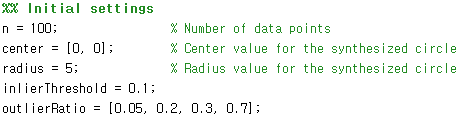 %% Initial settings
n = 100; % Number of data points
center = [0, 0]; % Center value for the synthesized circle
radius = 5; % Radius value for the synthesized circle
inlierThreshold = 0.1;
outlierRatio = [0.05, 0.2, 0.3, 0.7];